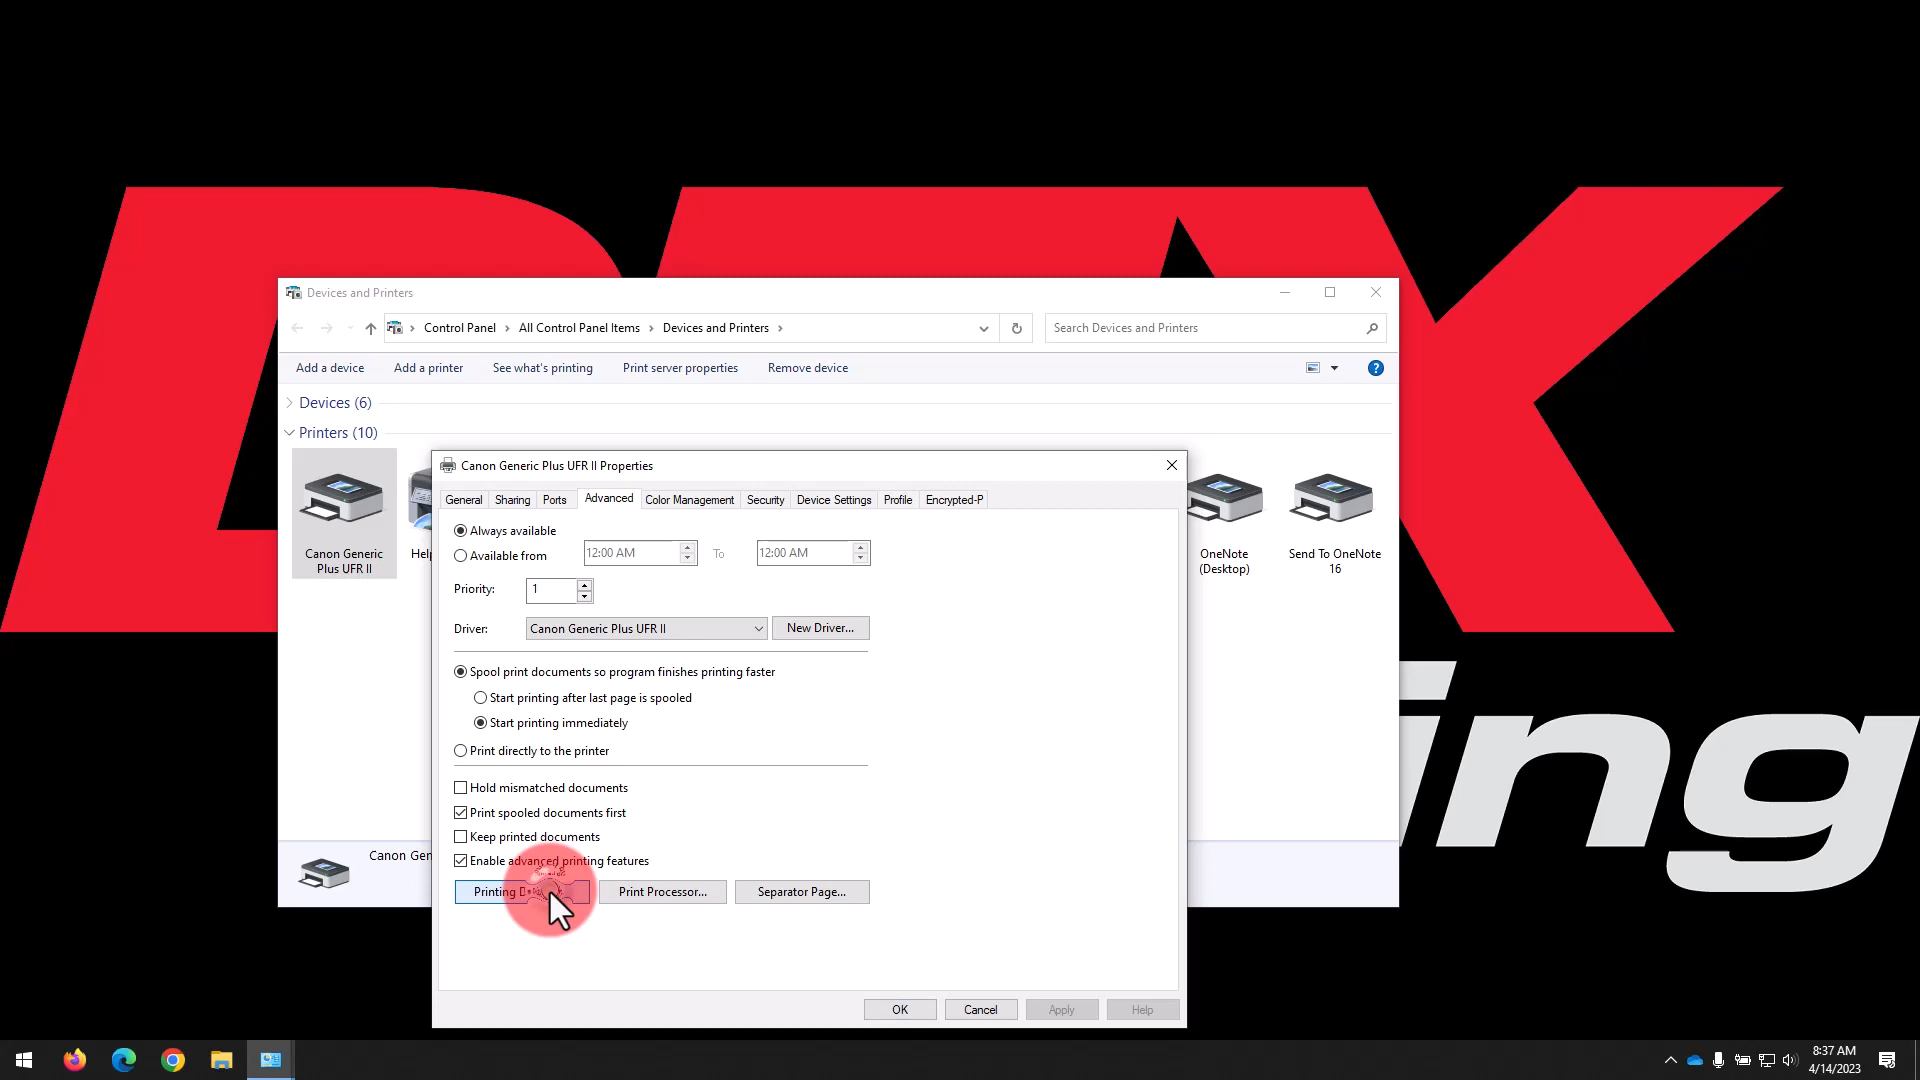 Devices and Printers
Control Panel All Control Panel Items Devices and Printers
Search Devices and Printers
Add a device Add a printer See what's printing Print server properties Remove device
Devices (6)
Printers (10)
Canon Generic
Plus UFR II
Help
OneNote
(Desktop)
Send To OneNote
16
Canon Gen
Canon Generic Plus UFR II Properties
General Sharing Ports Advanced Color Management Security Device Settings Profile Encrypted-P
Always available
Available from 12:00 AM To 12:00 AM
Priority: 1
Driver: Canon Generic Plus UFR II New Driver...
Spool print documents so program finishes printing faster
Start printing after last page is spooled
Start printing immediately
Print directly to the printer
Hold mismatched documents
Print spooled documents first
Keep printed documents
Enable advanced printing features
Printing Print Processor... Separator Page...
OK Cancel Apply Help
ing
8:37 AM
4/14/2023